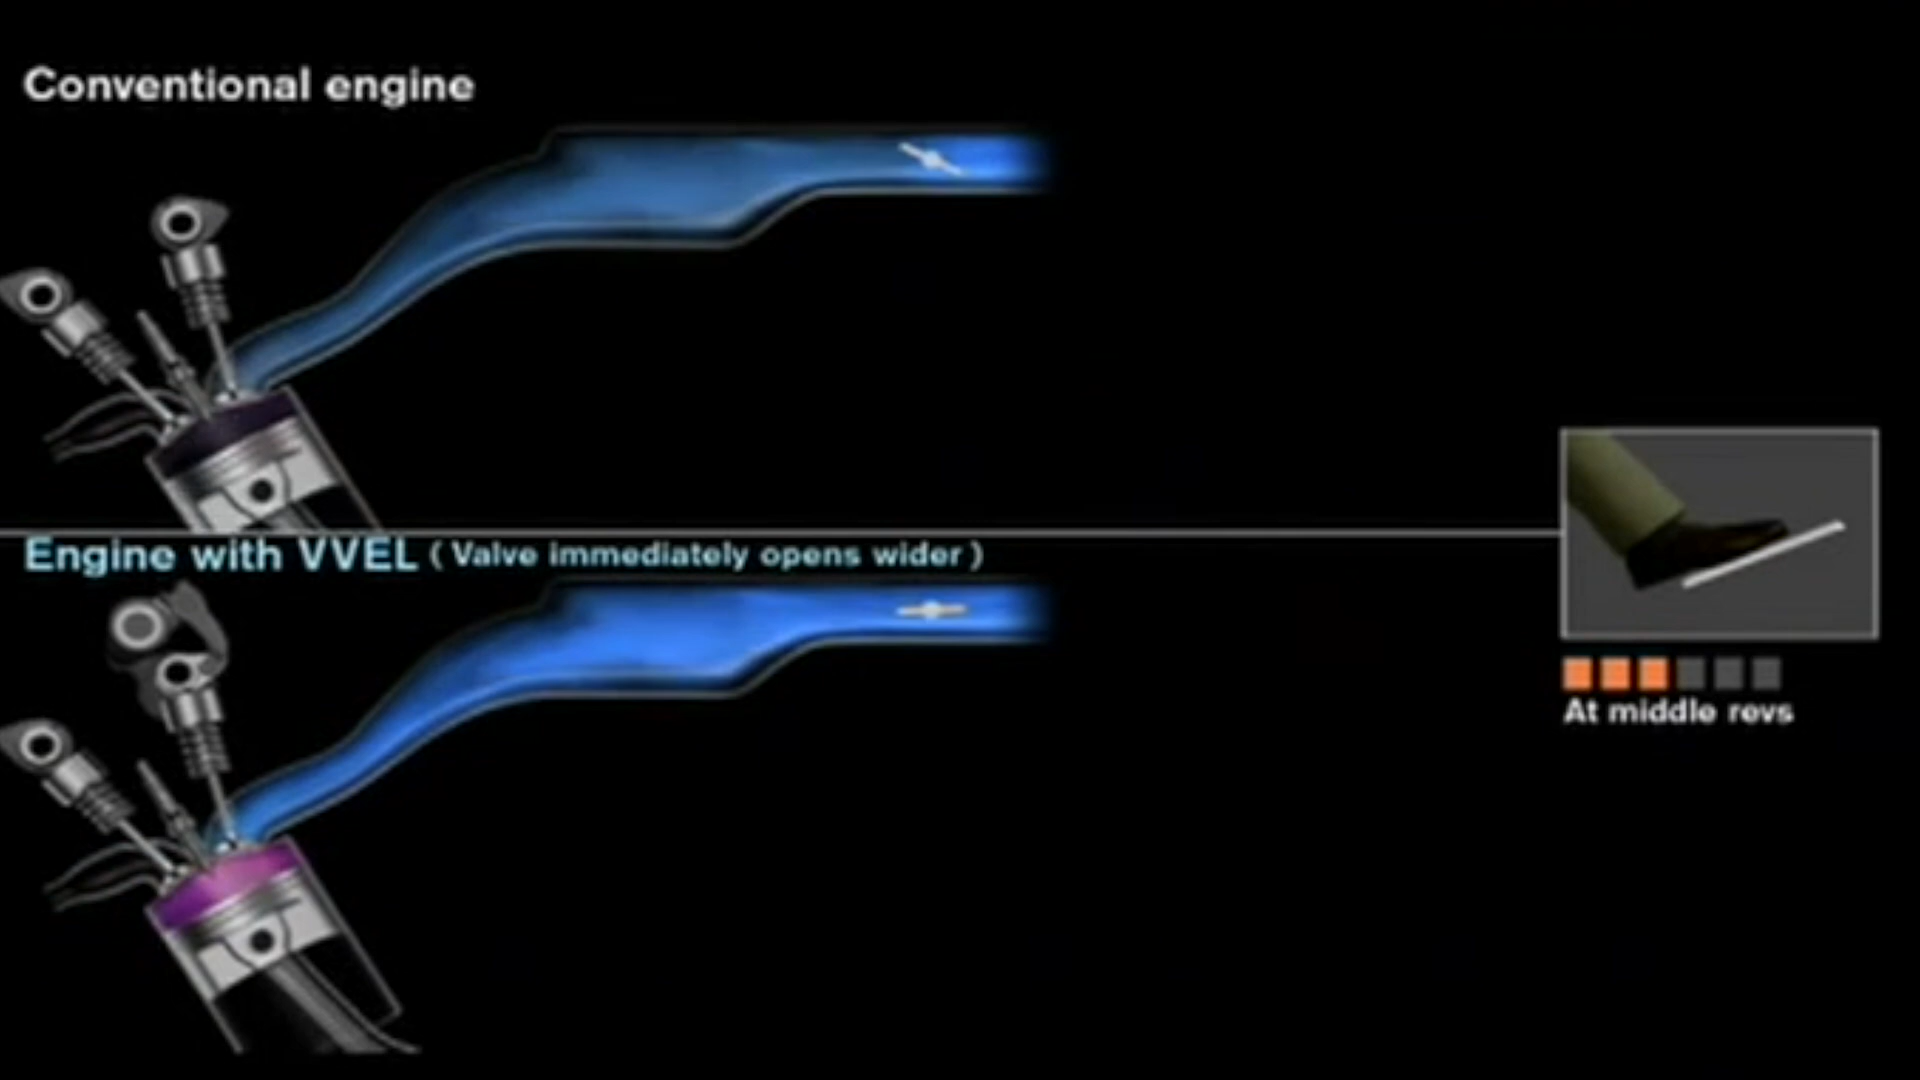 Conventional engine
Engine with VVEL ( Valve immediately opens wider )
At middle revs